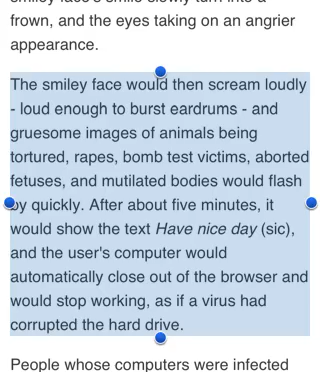 smiley face's smile slowly turn into a
frown, and the eyes taking on an angrier
appearance.
The smiley face would then scream loudly
- loud enough to burst eardrums - and
gruesome images of animals being
tortured, rapes, bomb test victims, aborted
fetuses, and mutilated bodies would flash
by quickly. After about five minutes, it
would show the text Have nice day (sic),
and the user's computer would
automatically close out of the browser and
would stop working, as if a virus had
corrupted the hard drive.
People whose computers were infected